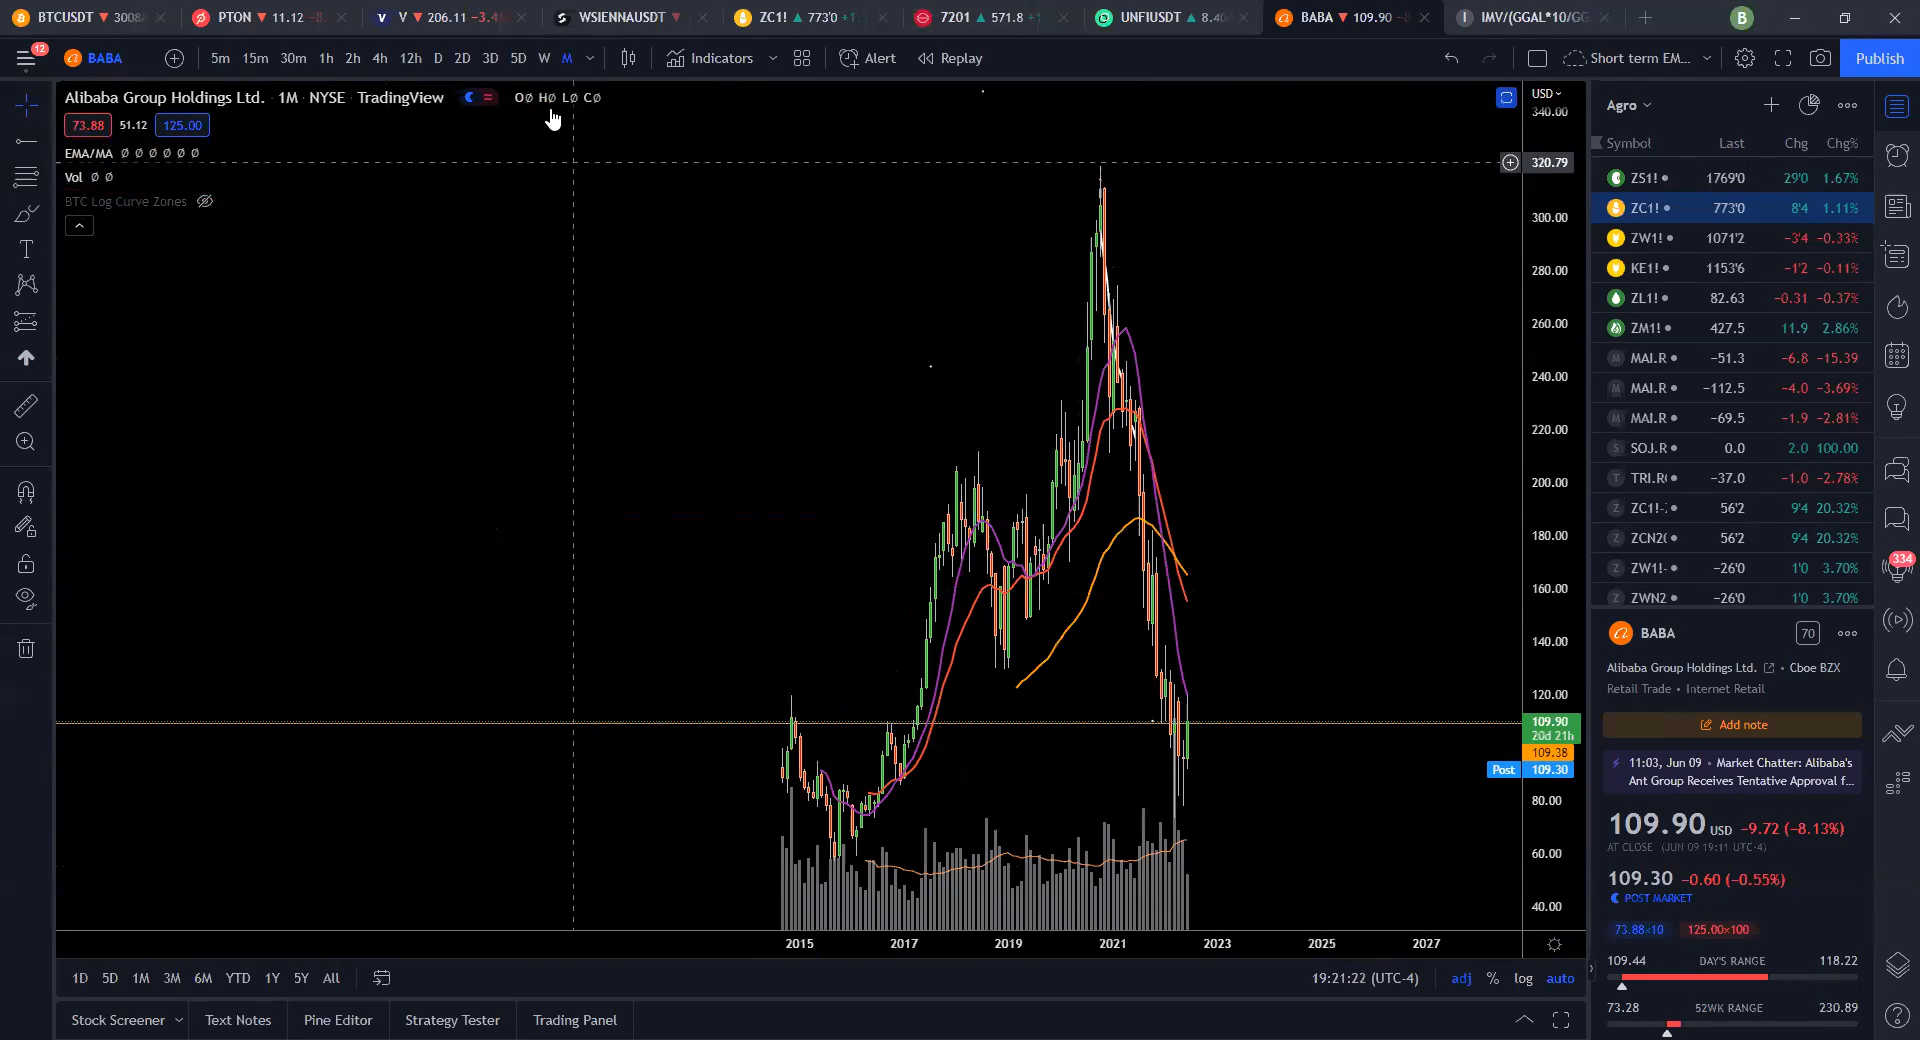 BTCUSDT ▼ 3008 PTON ▼ 11.12 V ▼ 206.11 -3.4 WSIENNAUSDT ▼ ZC1! ▲ 773'0 +1. 7201 ▲ 571.8 +1 UNFIUSDT ▲ 8.40 BABA ▼ 109.90 IMV/(GGAL*10/GG B
12 BABA 5m 15m 30m 1h 2h 4h 12h D 2D 3D 5D W M Indicators Alert Replay Short term EM... Publish
Alibaba Group Holdings Ltd. · 1M · NYSE · TradingView OØ HØ LØ CØ
73.88 51.12 125.00
EMA/MA Ø Ø Ø Ø Ø Ø
Vol Ø Ø
BTC Log Curve Zones
USD
340.00
320.79
300.00
280.00
260.00
240.00
220.00
200.00
180.00
160.00
140.00
120.00
109.90
20d 21h
109.38
Post 109.30
80.00
60.00
40.00
2015 2017 2019 2021 2023 2025 2027
1D 5D 1M 3M 6M YTD 1Y 5Y All 19:21:22 (UTC-4) adj % log auto
Stock Screener Text Notes Pine Editor Strategy Tester Trading Panel
Agro
Symbol Last Chg Chg%
ZS1! 1769'0 29'0 1.67%
ZC1! 773'0 8'4 1.11%
ZW1! 1071'2 -3'4 -0.33%
KE1! 1153'6 -1'2 -0.11%
ZL1! 82.63 -0.31 -0.37%
ZM1! 427.5 11.9 2.86%
M MAI.R -51.3 -6.8 -15.39
M MAI.R -112.5 -4.0 -3.69%
M MAI.R -69.5 -1.9 -2.81%
S SOJ.R 0.0 2.0 100.00
T TRI.R -37.0 -1.0 -2.78%
Z ZC1!- 56'2 9'4 20.32%
Z ZCN2( 56'2 9'4 20.32%
Z ZW1!- -26'0 1'0 3.70%
Z ZWN2 -26'0 1'0 3.70%
334
BABA 70
Alibaba Group Holdings Ltd. • Cboe BZX
Retail Trade • Internet Retail
Add note
11:03, Jun 09 • Market Chatter: Alibaba's
Ant Group Receives Tentative Approval f...
109.90 USD -9.72 (-8.13%)
AT CLOSE (JUN 09 19:11 UTC-4)
109.30 -0.60 (-0.55%)
POST MARKET
73.88×10 125.00×100
109.44 DAY'S RANGE 118.22
73.28 52WK RANGE 230.89